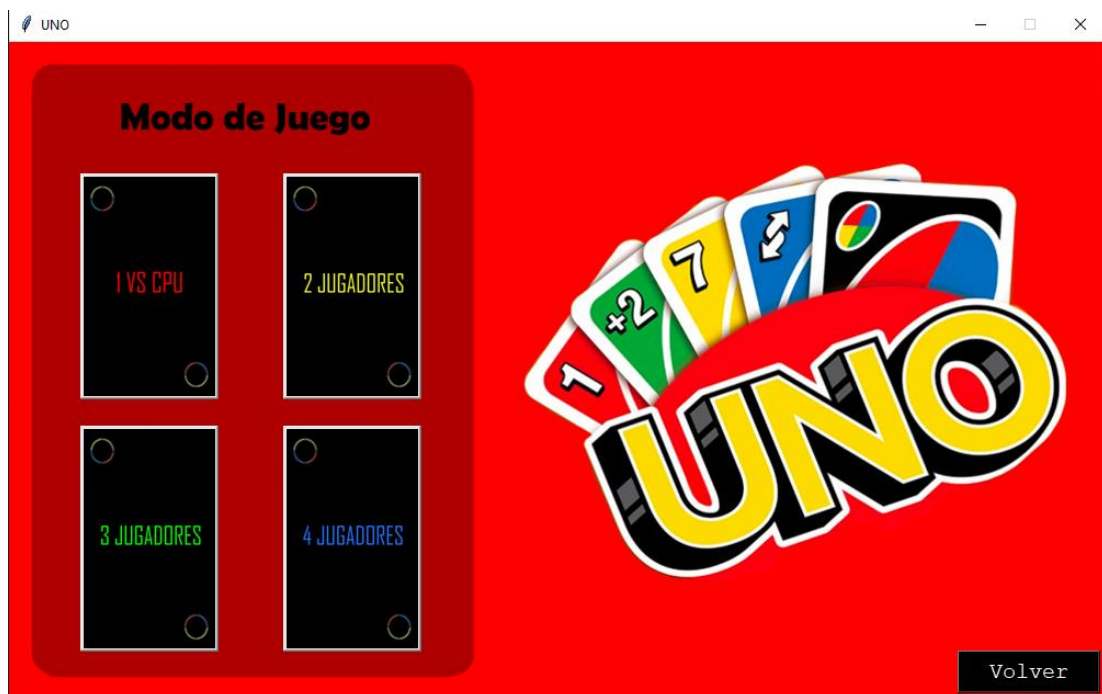 UNO
Modo de Juego
1 VS CPU
2 JUGADORES
3 JUGADORES
4 JUGADORES
1
+2
7
UNO
Volver